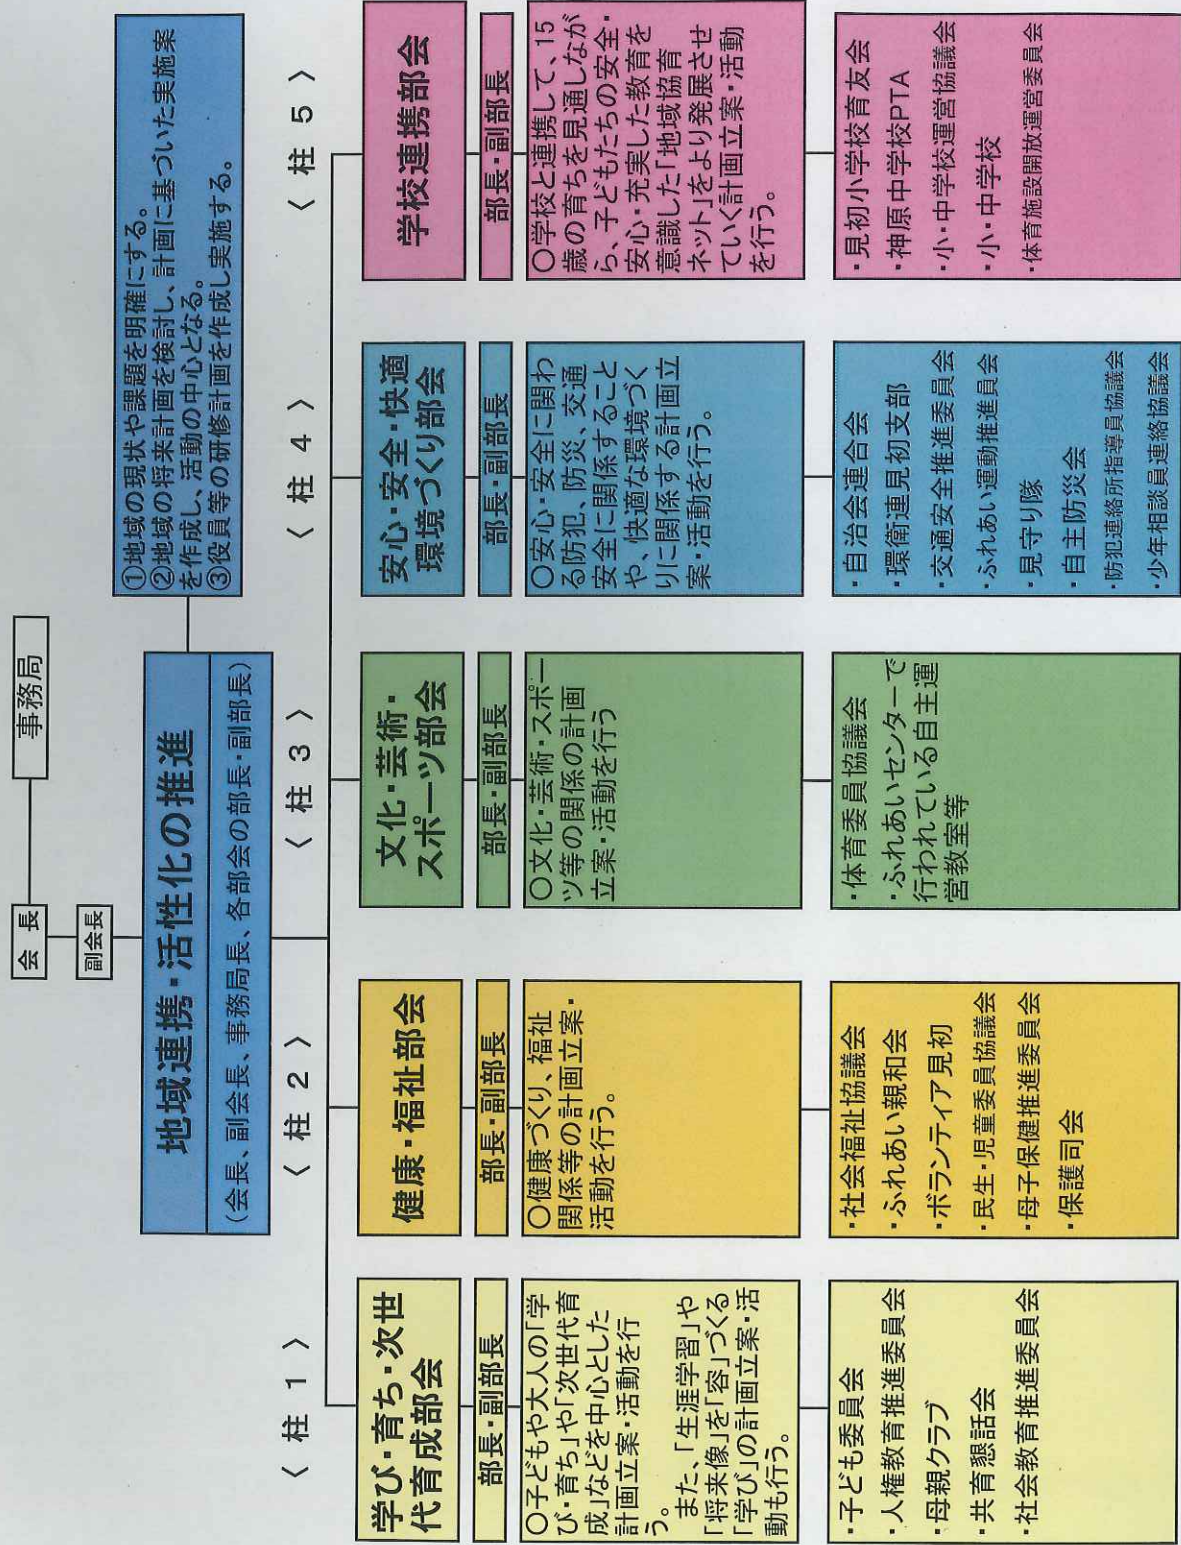 会 長
事務局
副会長
地域連携・活性化の推進
(会長、副会長、事務局長、各部会の部長・副部長)
①地域の現状や課題を明確にする。
②地域の将来計画を検討し、計画に基づいた実施案
を作成し、活動の中心となる。
③役員等の研修計画を作成し実施する。
〈 柱 1 〉
学び・育ち・次世
代育成部会
部長・副部長
○子どもや大人の「学
び・育ち」や「次世代育
成」などを中心とした
計画立案・活動を行
う。
また、「生涯学習」や
「将来像」を「容」づくる
「学び」の計画立案・活
動も行う。
・子ども委員会
・人権教育推進委員会
・母親クラブ
・共育懇話会
・社会教育推進委員会
〈 柱 2 〉
健康・福祉部会
部長・副部長
○健康づくり、福祉
関係等の計画立案・
活動を行う。
・社会福祉協議会
・ふれあい親和会
・ボランティア見初
・民生・児童委員協議会
・母子保健推進委員会
・保護司会
〈 柱 3 〉
文化・芸術・
スポーツ部会
部長・副部長
○文化・芸術・スポー
ツ等の関係の計画
立案・活動を行う
・体育委員協議会
・ふれあいセンターで
行われている自主運
営教室等
〈 柱 4 〉
安心・安全・快適
環境づくり部会
部長・副部長
○安心・安全に関わ
る防犯、防災、交通
安全に関係すること
や、快適な環境づく
りに関係する計画立
案・活動を行う。
・自治会連合会
・環衛連見初支部
・交通安全推進委員会
・ふれあい運動推進員会
・見守り隊
・自主防災会
・防犯連絡所指導員協議会
・少年相談員連絡協議会
〈 柱 5 〉
学校連携部会
部長・副部長
○学校と連携して、15
歳の育ちを見通しなが
ら、子どもたちの安全・
安心・充実した教育を
意識した「地域協育
ネット」をより発展させ
ていく計画立案・活動
を行う。
・見初小学校育友会
・神原中学校PTA
・小・中学校運営協議会
・小・中学校
・体育施設開放運営委員会